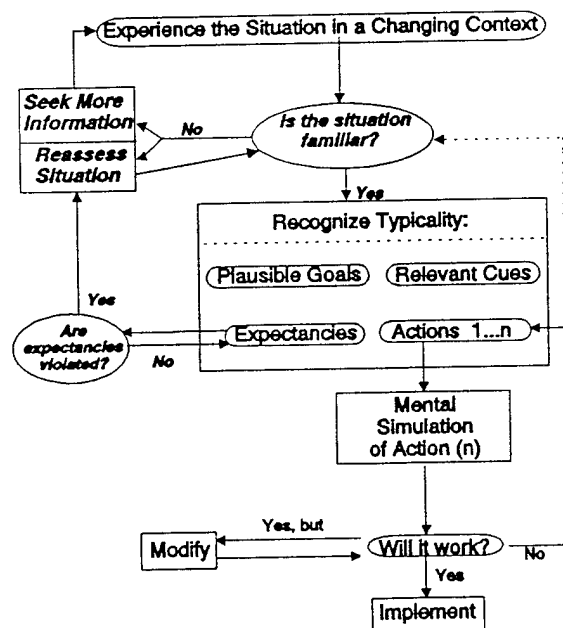 Experience the Situation in a Changing Context
Seek More
Information
No
Is the situation
familiar?
Reassess
Situation
Yes
Recognize Typicality:
Plausible Goals
Relevant Cues
Yes
Are
expectancies
violated?
No
Expectancies
Actions 1...n
Mental
Simulation
of Action (n)
Yes, but
Modify
Will it work?
No
Yes
Implement